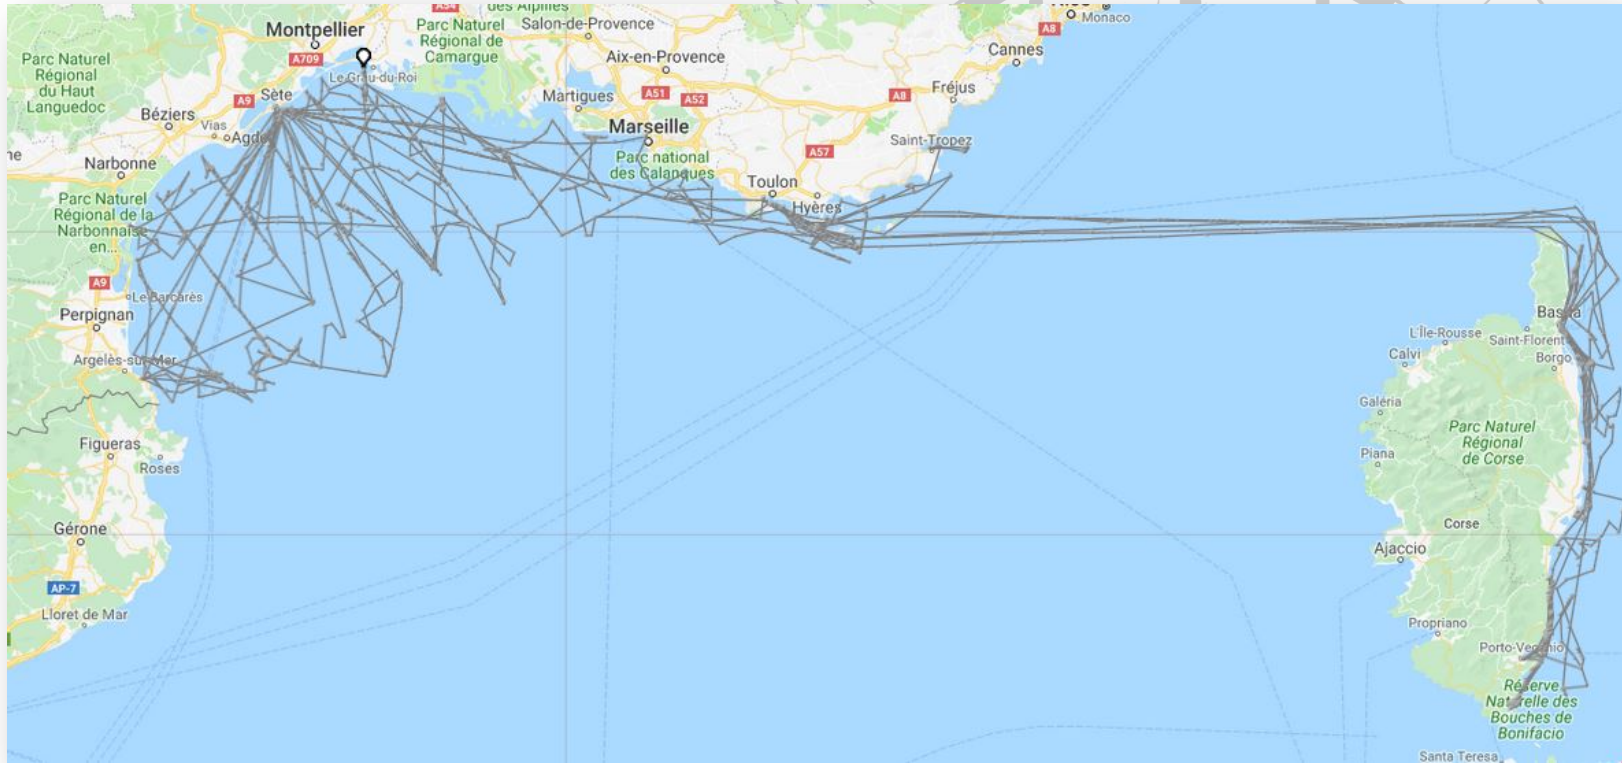 A54
des Alpilles
Monaco
Montpellier
Parc Naturel
Régional de
Camargue
Salon-de-Provence
A8
Cannes
Parc Naturel
Régional
du Haut
Languedoc
A709
Le Grau-du-Roi
Aix-en-Provence
A9
Sète
Martigues
A51
A52
A8
Fréjus
Béziers
Vias
Agde
Marseille
Saint-Tropez
ne
Narbonne
Parc national
des Calanques
A57
Toulon
Hyères
Parc Naturel
Régional de la
Narbonnaise
en...
A9
Le Barcarès
Perpignan
Argelès-sur-Mer
Bastia
L'Île-Rousse
Saint-Florent
Calvi
Borgo
Galéria
Parc Naturel
Régional
de Corse
Figueras
Roses
Piana
Gérone
Corse
Ajaccio
AP-7
Lloret de Mar
Propriano
Porto-Vecchio
Réserve
Naturelle des
Bouches de
Bonifacio
Santa Teresa